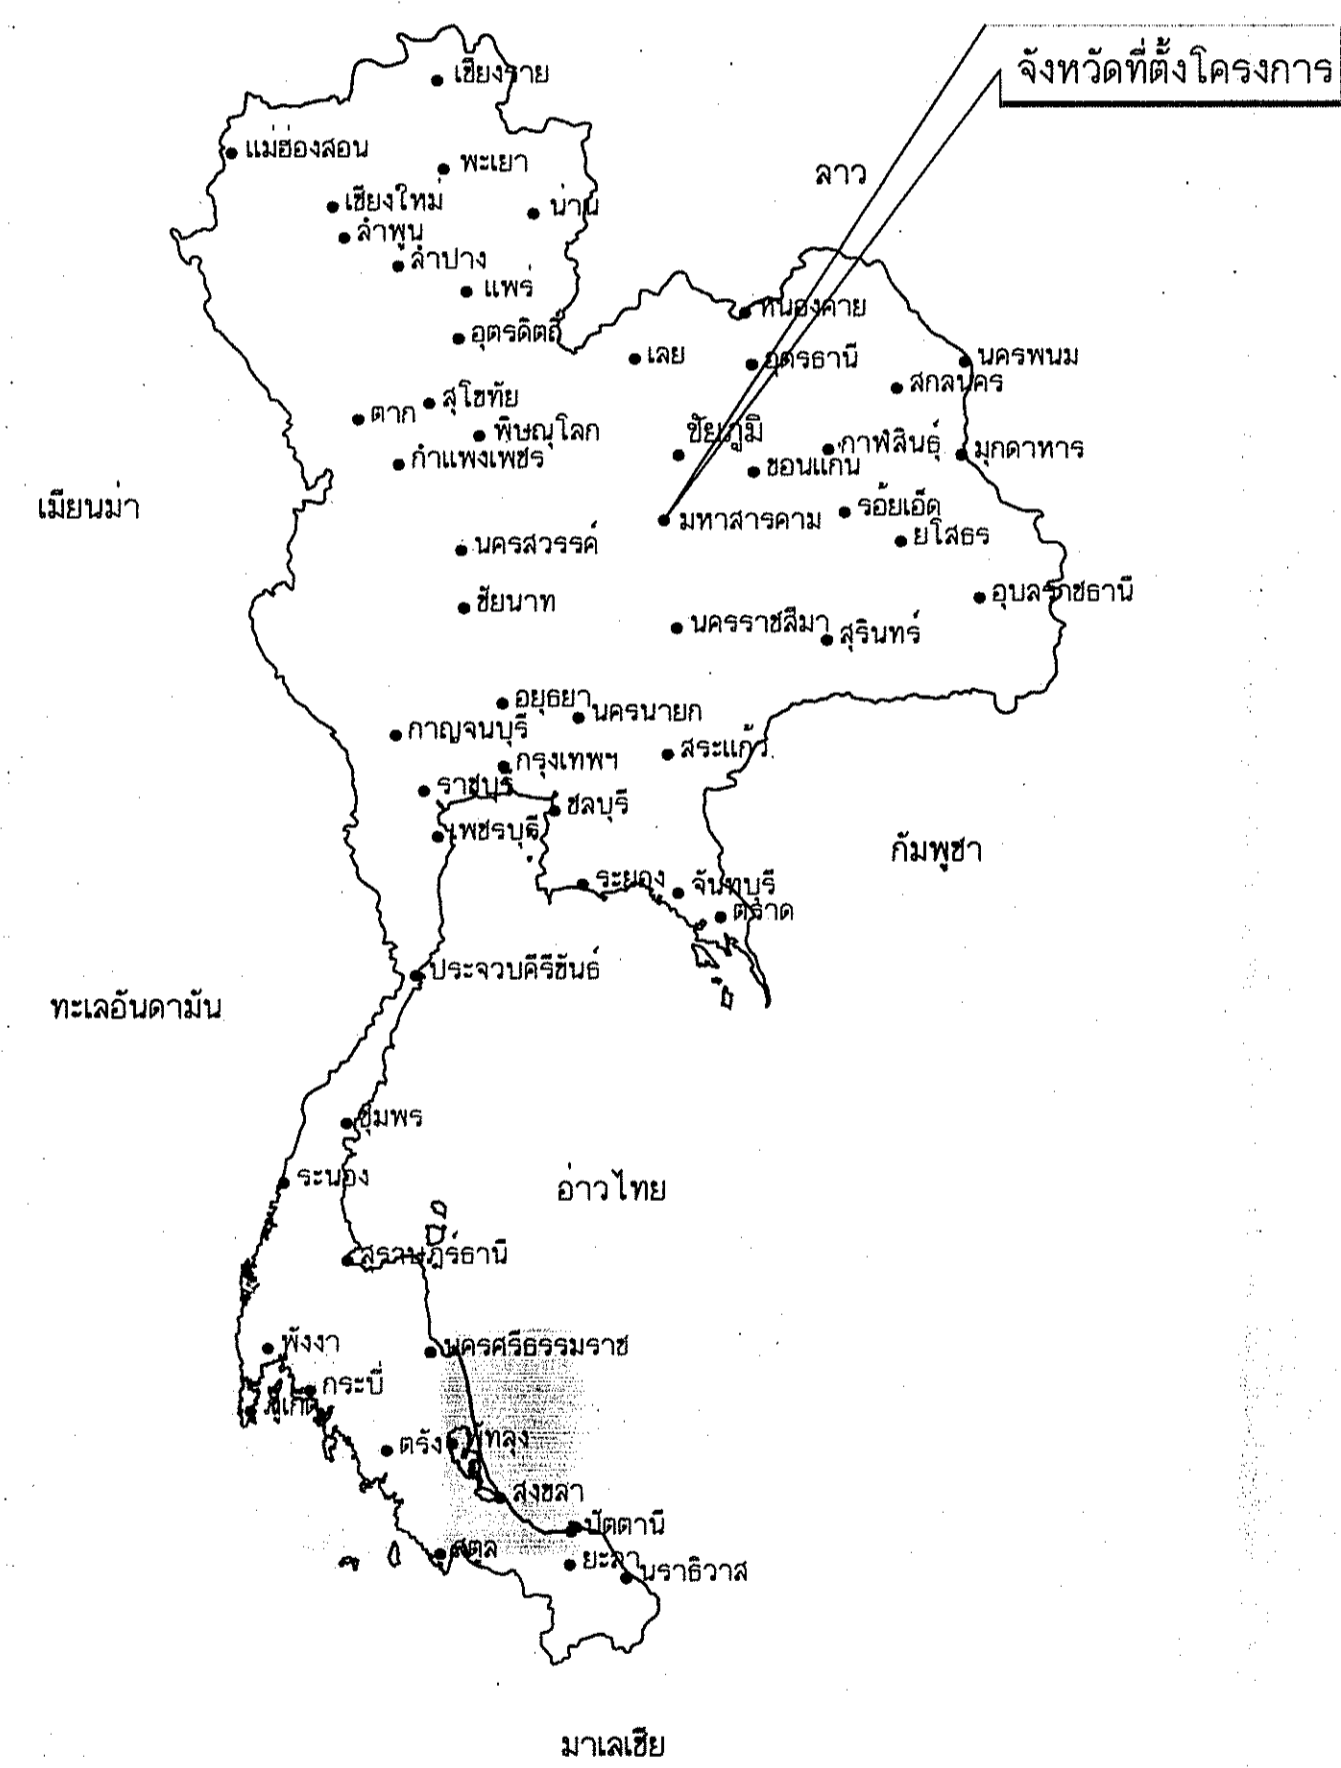 จังหวัดที่ตั้งโครงการ
เชียงราย
แม่ฮ่องสอน
พะเยา
ลาว
เชียงใหม่
น่าน
ลำพูน
ลำปาง
แพร่
หนองคาย
อุตรดิตถ์
เลย
อุดรธานี
นครพนม
สกลนคร
สุโขทัย
ตาก
พิษณุโลก
ชัยภูมิ
กาฬสินธุ์
มุกดาหาร
กำแพงเพชร
ขอนแก่น
เมียนม่า
มหาสารคาม
ร้อยเอ็ด
ยโสธร
นครสวรรค์
ชัยนาท
อุบลราชธานี
นครราชสีมา
สุรินทร์
อยุธยา
นครนายก
กาญจนบุรี
สระแก้ว
กรุงเทพฯ
ราชบุรี
ชลบุรี
เพชรบุรี
กัมพูชา
ระยอง
จันทบุรี
ตราด
ประจวบคีรีขันธ์
ทะเลอันดามัน
ชุมพร
ระนอง
อ่าวไทย
สุราษฎร์ธานี
พังงา
นครศรีธรรมราช
กระบี่
ภูเก็ต
ตรัง
พัทลุง
สงขลา
ปัตตานี
สตูล
ยะลา
นราธิวาส
มาเลเซีย